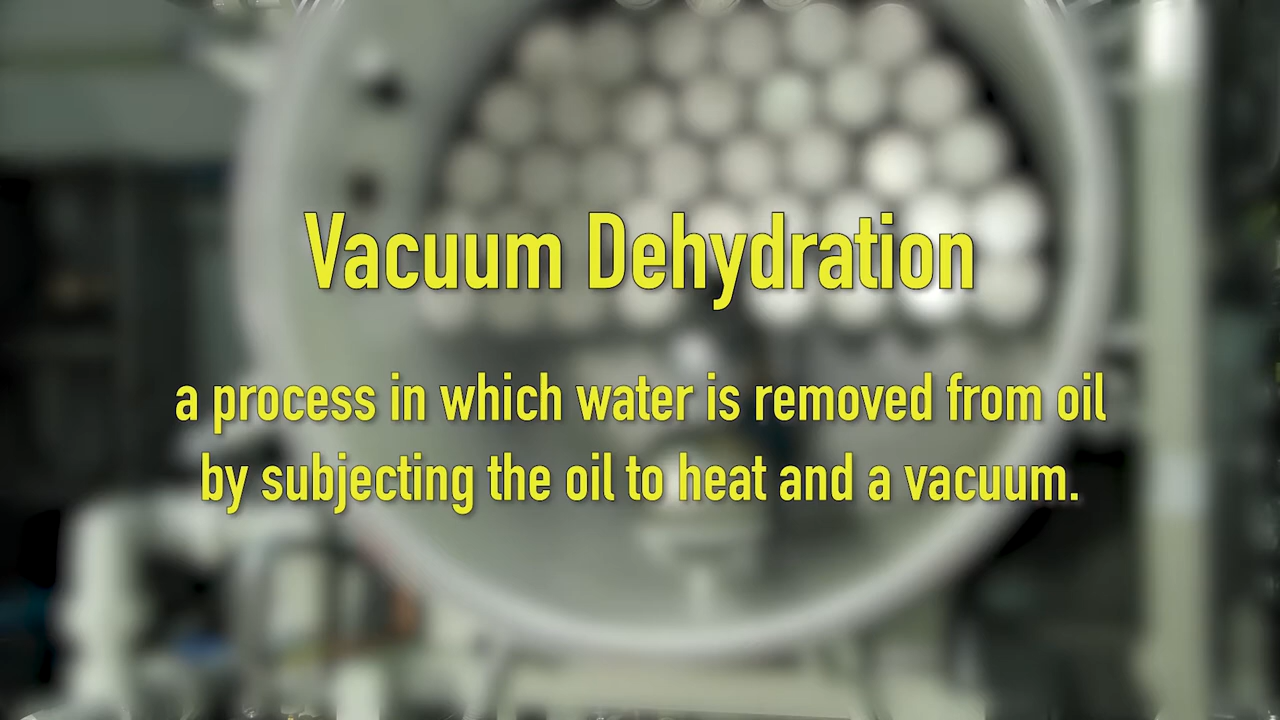 Vacuum Dehydration
a process in which water is removed from oil
by subjecting the oil to heat and a vacuum.